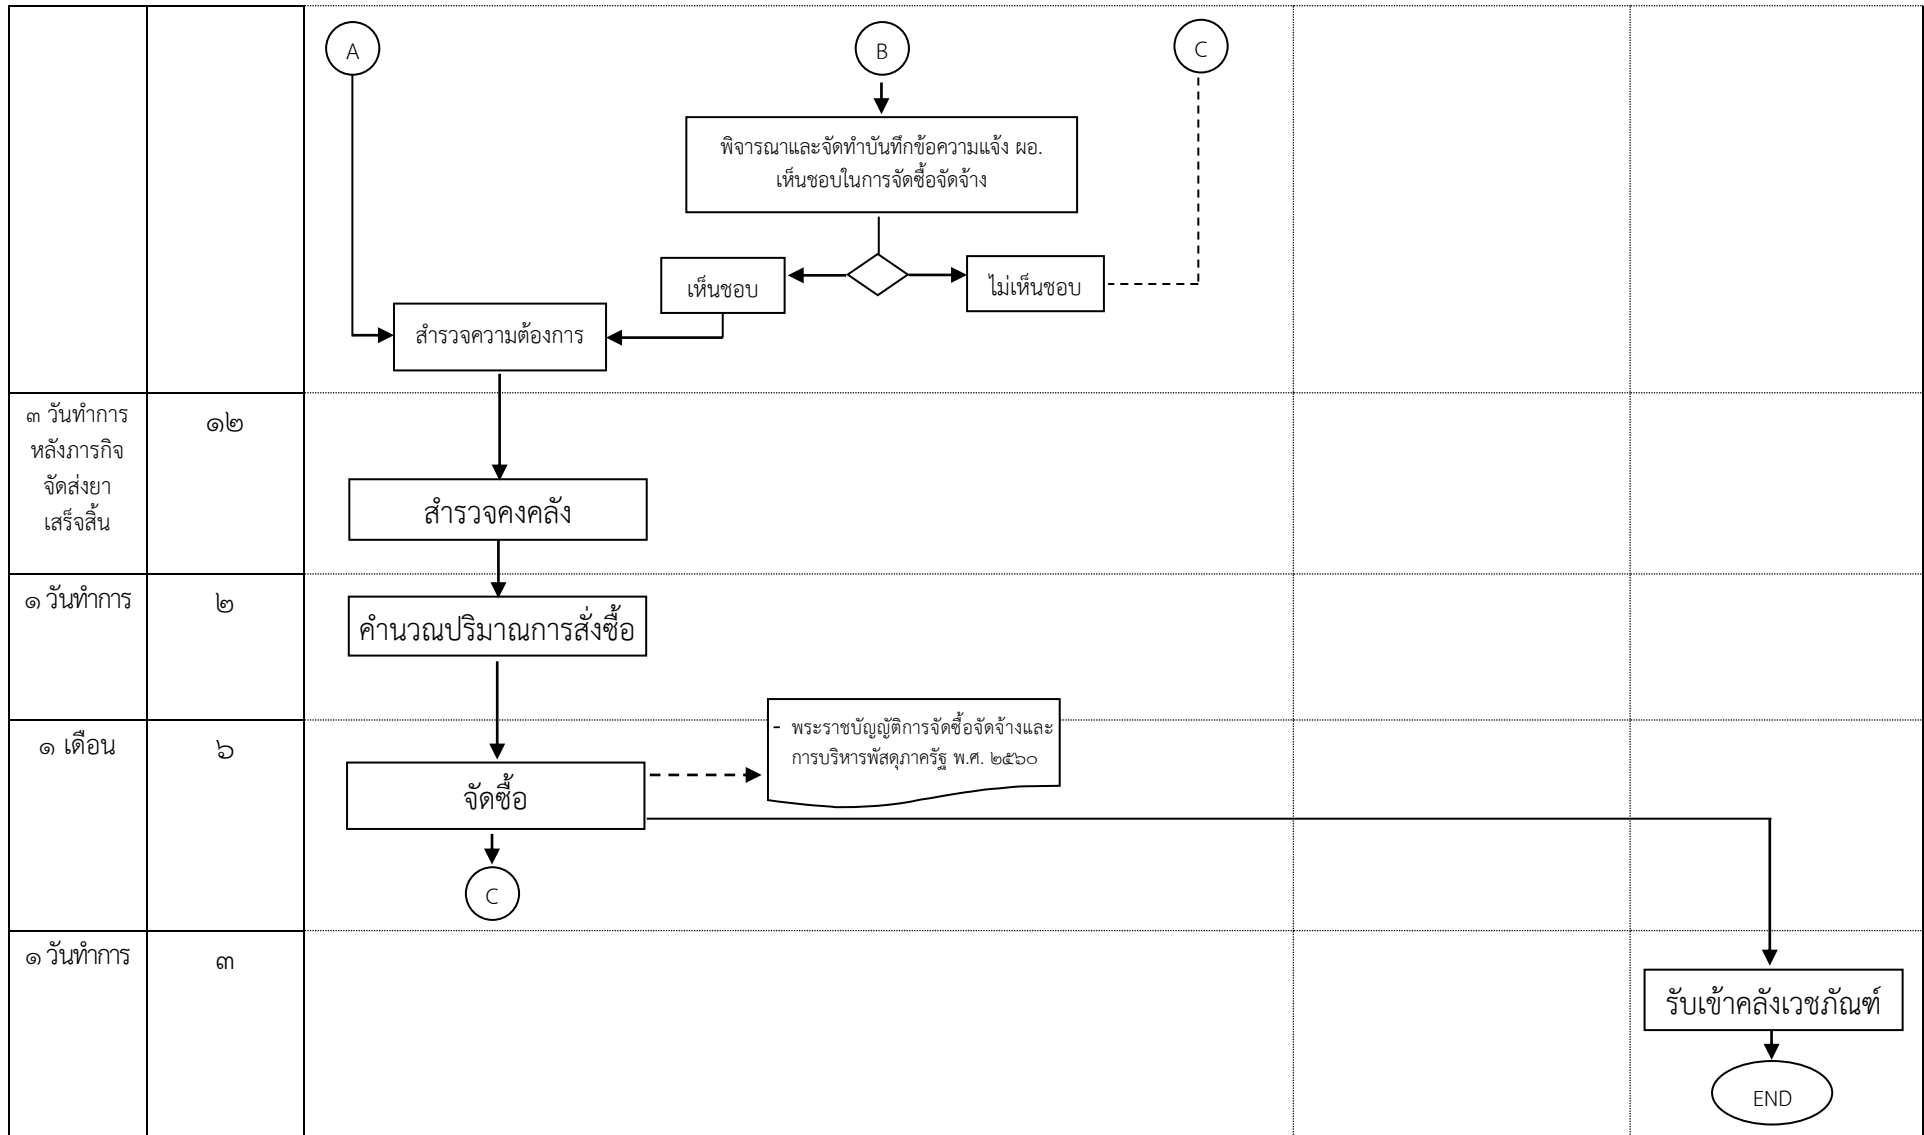 A
B
C
พิจารณาและจัดทำบันทึกข้อความแจ้ง ผอ.
เห็นชอบในการจัดซื้อจัดจ้าง
เห็นชอบ
ไม่เห็นชอบ
สำรวจความต้องการ
๓ วันทำการ
หลังภารกิจ
จัดส่งยา
เสร็จสิ้น
๑๒
สำรวจคงคลัง
๑ วันทำการ
๒
คำนวณปริมาณการสั่งซื้อ
๑ เดือน
๖
- พระราชบัญญัติการจัดซื้อจัดจ้างและ
การบริหารพัสดุภาครัฐ พ.ศ. ๒๕๖๐
จัดซื้อ
C
๑ วันทำการ
๓
รับเข้าคลังเวชภัณฑ์
END